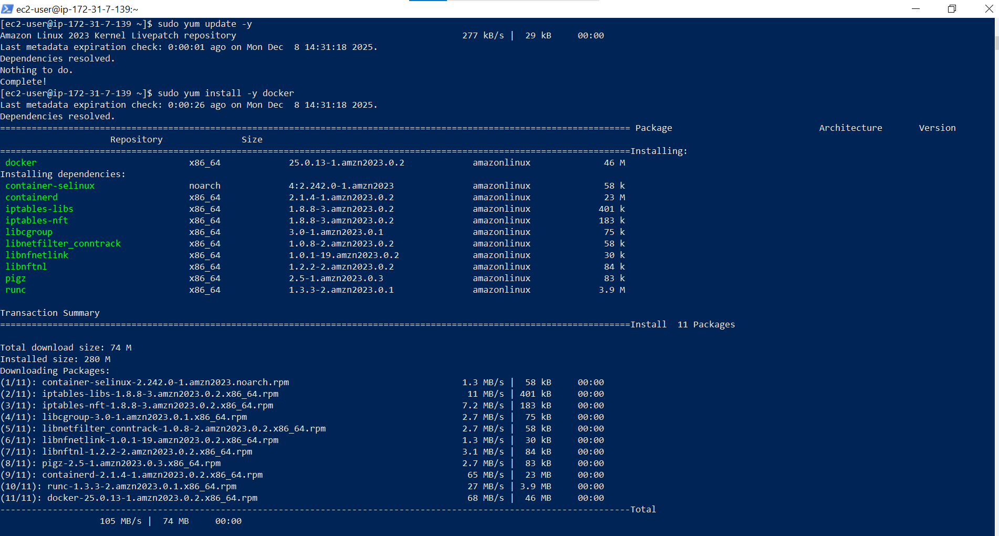 ec2-user@ip-172-31-7-139:~
[ec2-user@ip-172-31-7-139 ~]$ sudo yum update -y
Amazon Linux 2023 Kernel Livepatch repository                                           277 kB/s |  29 kB     00:00
Last metadata expiration check: 0:00:01 ago on Mon Dec  8 14:31:18 2025.
Dependencies resolved.
Nothing to do.
Complete!
[ec2-user@ip-172-31-7-139 ~]$ sudo yum install -y docker
Last metadata expiration check: 0:00:26 ago on Mon Dec  8 14:31:18 2025.
Dependencies resolved.
======================================================================================================================== Package                            Architecture       Version
                     Repository               Size
========================================================================================================================Installing:
 docker                             x86_64             25.0.13-1.amzn2023.0.2             amazonlinux              46 M
Installing dependencies:
 container-selinux                  noarch             4:2.242.0-1.amzn2023               amazonlinux              58 k
 containerd                         x86_64             2.1.4-1.amzn2023.0.2               amazonlinux              23 M
 iptables-libs                      x86_64             1.8.8-3.amzn2023.0.2               amazonlinux             401 k
 iptables-nft                       x86_64             1.8.8-3.amzn2023.0.2               amazonlinux             183 k
 libcgroup                          x86_64             3.0-1.amzn2023.0.1                 amazonlinux              75 k
 libnetfilter_conntrack             x86_64             1.0.8-2.amzn2023.0.2               amazonlinux              58 k
 libnfnetlink                       x86_64             1.0.1-19.amzn2023.0.2              amazonlinux              30 k
 libnftnl                           x86_64             1.2.2-2.amzn2023.0.2               amazonlinux              84 k
 pigz                               x86_64             2.5-1.amzn2023.0.3                 amazonlinux              83 k
 runc                               x86_64             1.3.3-2.amzn2023.0.1               amazonlinux             3.9 M
Transaction Summary
========================================================================================================================Install  11 Packages
Total download size: 74 M
Installed size: 280 M
Downloading Packages:
(1/11): container-selinux-2.242.0-1.amzn2023.noarch.rpm                                 1.3 MB/s |  58 kB     00:00
(2/11): iptables-libs-1.8.8-3.amzn2023.0.2.x86_64.rpm                                    11 MB/s | 401 kB     00:00
(3/11): iptables-nft-1.8.8-3.amzn2023.0.2.x86_64.rpm                                    7.2 MB/s | 183 kB     00:00
(4/11): libcgroup-3.0-1.amzn2023.0.1.x86_64.rpm                                         2.7 MB/s |  75 kB     00:00
(5/11): libnetfilter_conntrack-1.0.8-2.amzn2023.0.2.x86_64.rpm                          2.7 MB/s |  58 kB     00:00
(6/11): libnfnetlink-1.0.1-19.amzn2023.0.2.x86_64.rpm                                   1.3 MB/s |  30 kB     00:00
(7/11): libnftnl-1.2.2-2.amzn2023.0.2.x86_64.rpm                                        3.1 MB/s |  84 kB     00:00
(8/11): pigz-2.5-1.amzn2023.0.3.x86_64.rpm                                              2.7 MB/s |  83 kB     00:00
(9/11): containerd-2.1.4-1.amzn2023.0.2.x86_64.rpm                                       65 MB/s |  23 MB     00:00
(10/11): runc-1.3.3-2.amzn2023.0.1.x86_64.rpm                                            27 MB/s | 3.9 MB     00:00
(11/11): docker-25.0.13-1.amzn2023.0.2.x86_64.rpm                                        68 MB/s |  46 MB     00:00
------------------------------------------------------------------------------------------------------------------------Total
                   105 MB/s |  74 MB     00:00